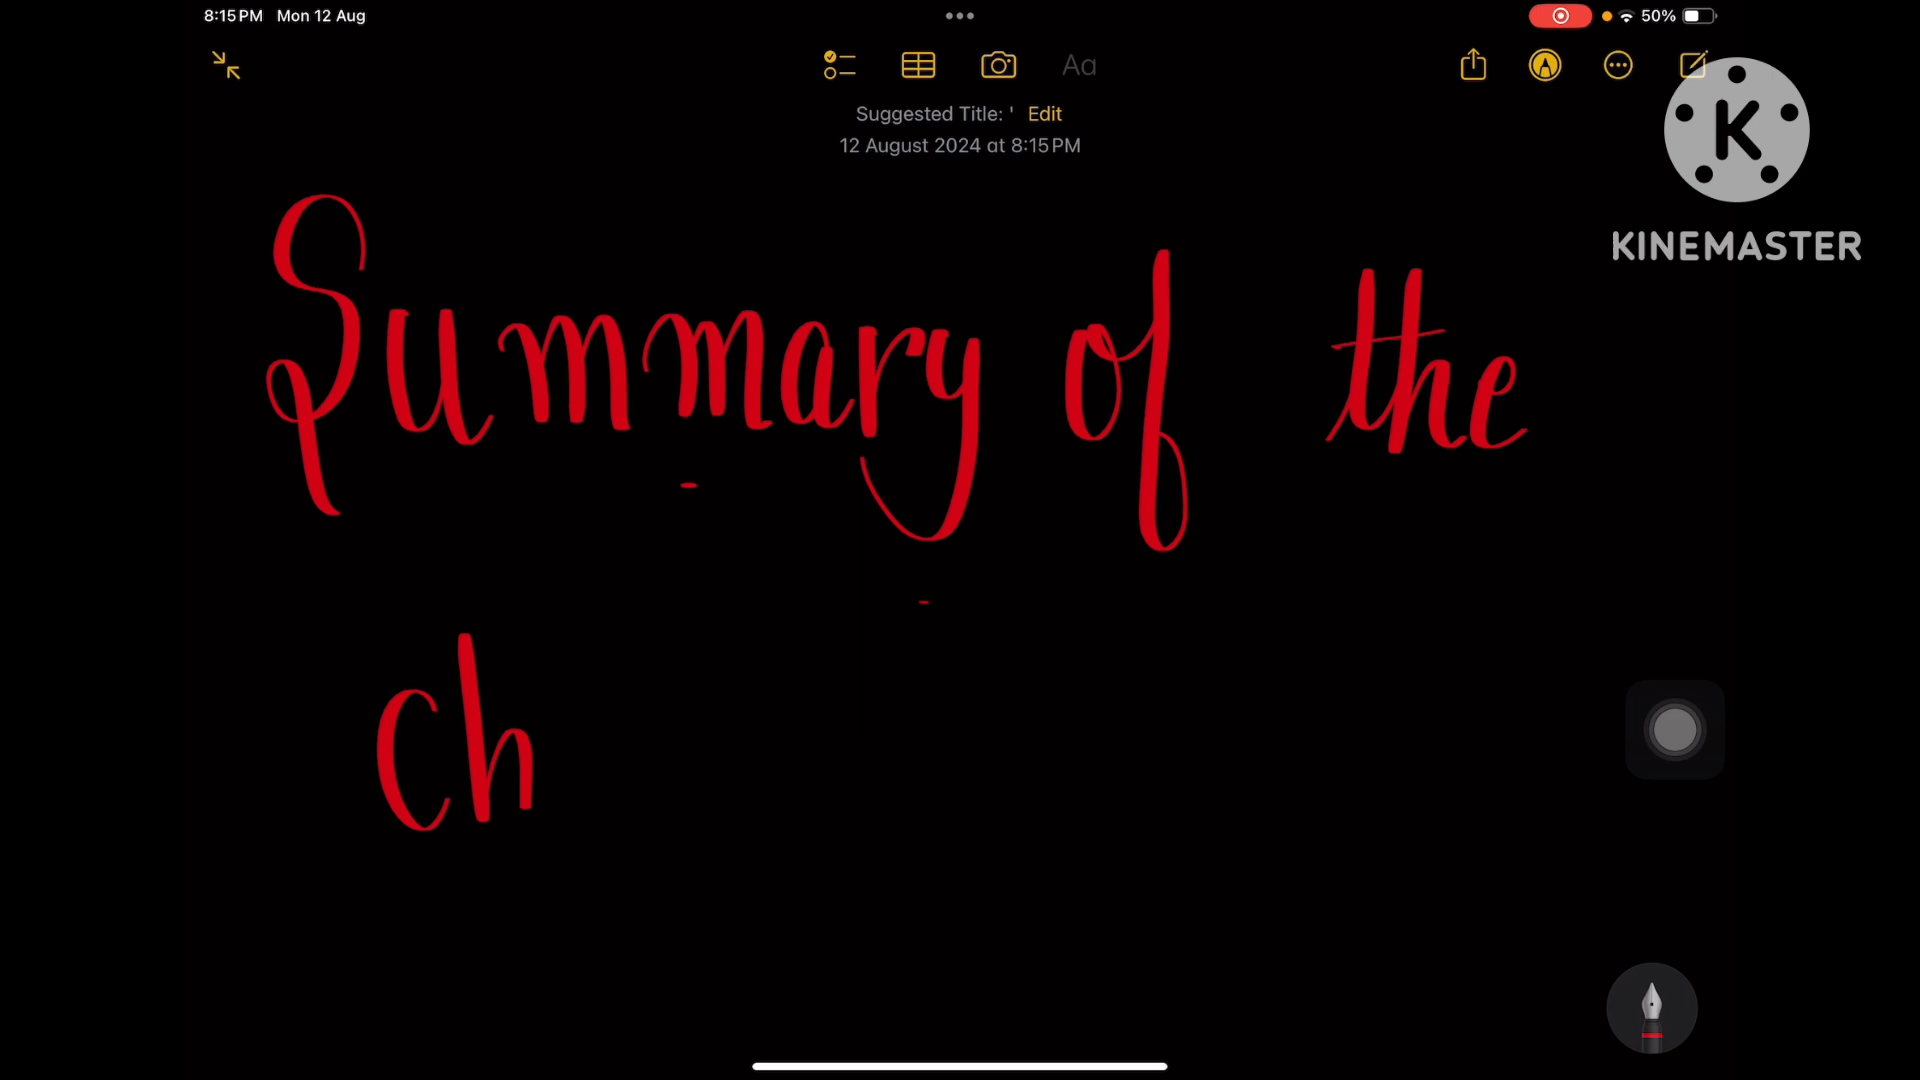 8:15 PM Mon 12 Aug
50%
Aa
Suggested Title: ' Edit
12 August 2024 at 8:15 PM
K
KINEMASTER
Summary of the
ch